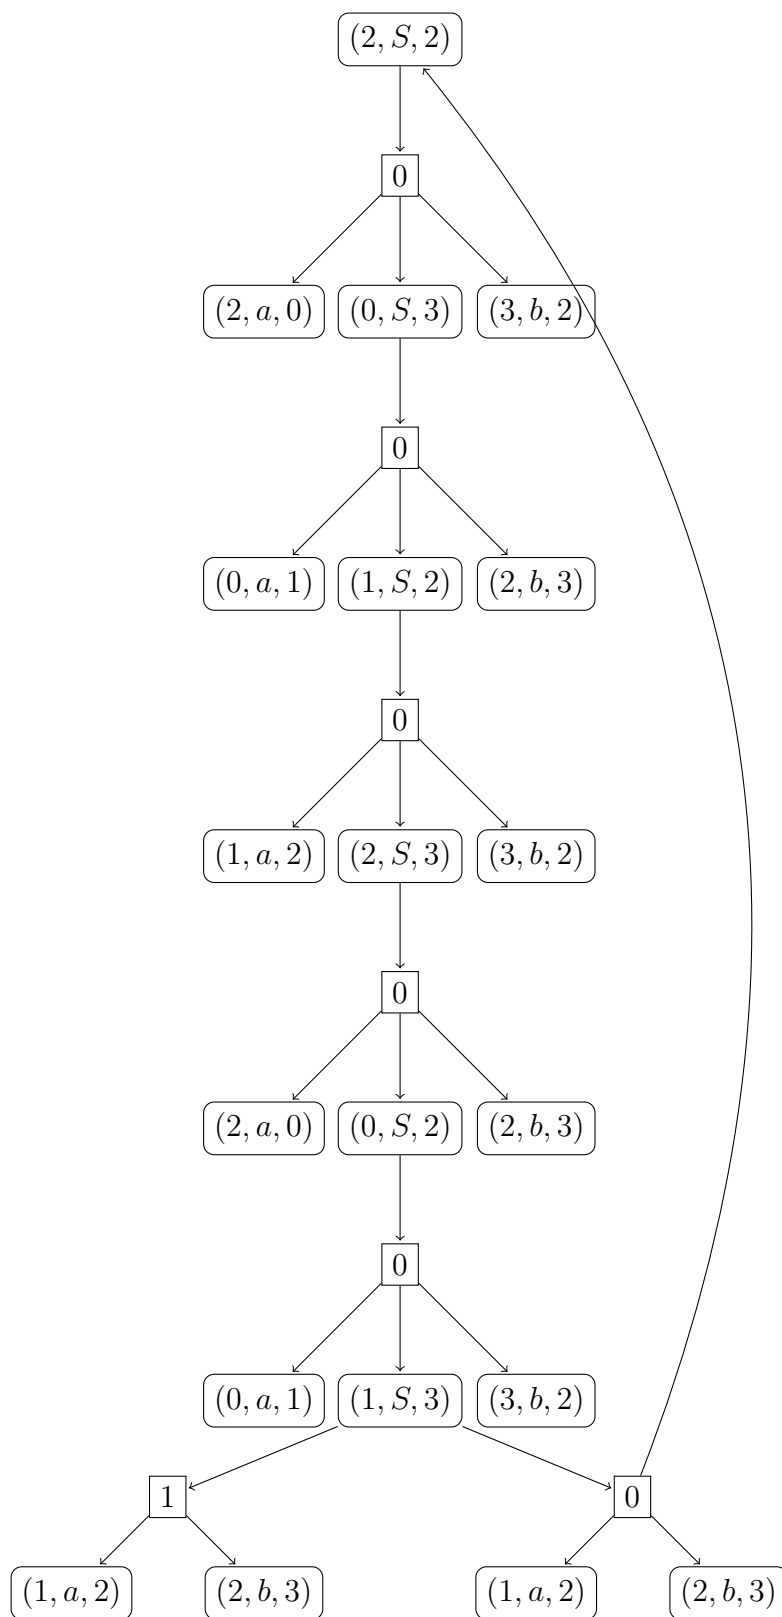 (2, S, 2)
0
(2, a, 0) (0, S, 3) (3, b, 2)
0
(0, a, 1) (1, S, 2) (2, b, 3)
0
(1, a, 2) (2, S, 3) (3, b, 2)
0
(2, a, 0) (0, S, 2) (2, b, 3)
0
(0, a, 1) (1, S, 3) (3, b, 2)
1 0
(1, a, 2) (2, b, 3) (1, a, 2) (2, b, 3)